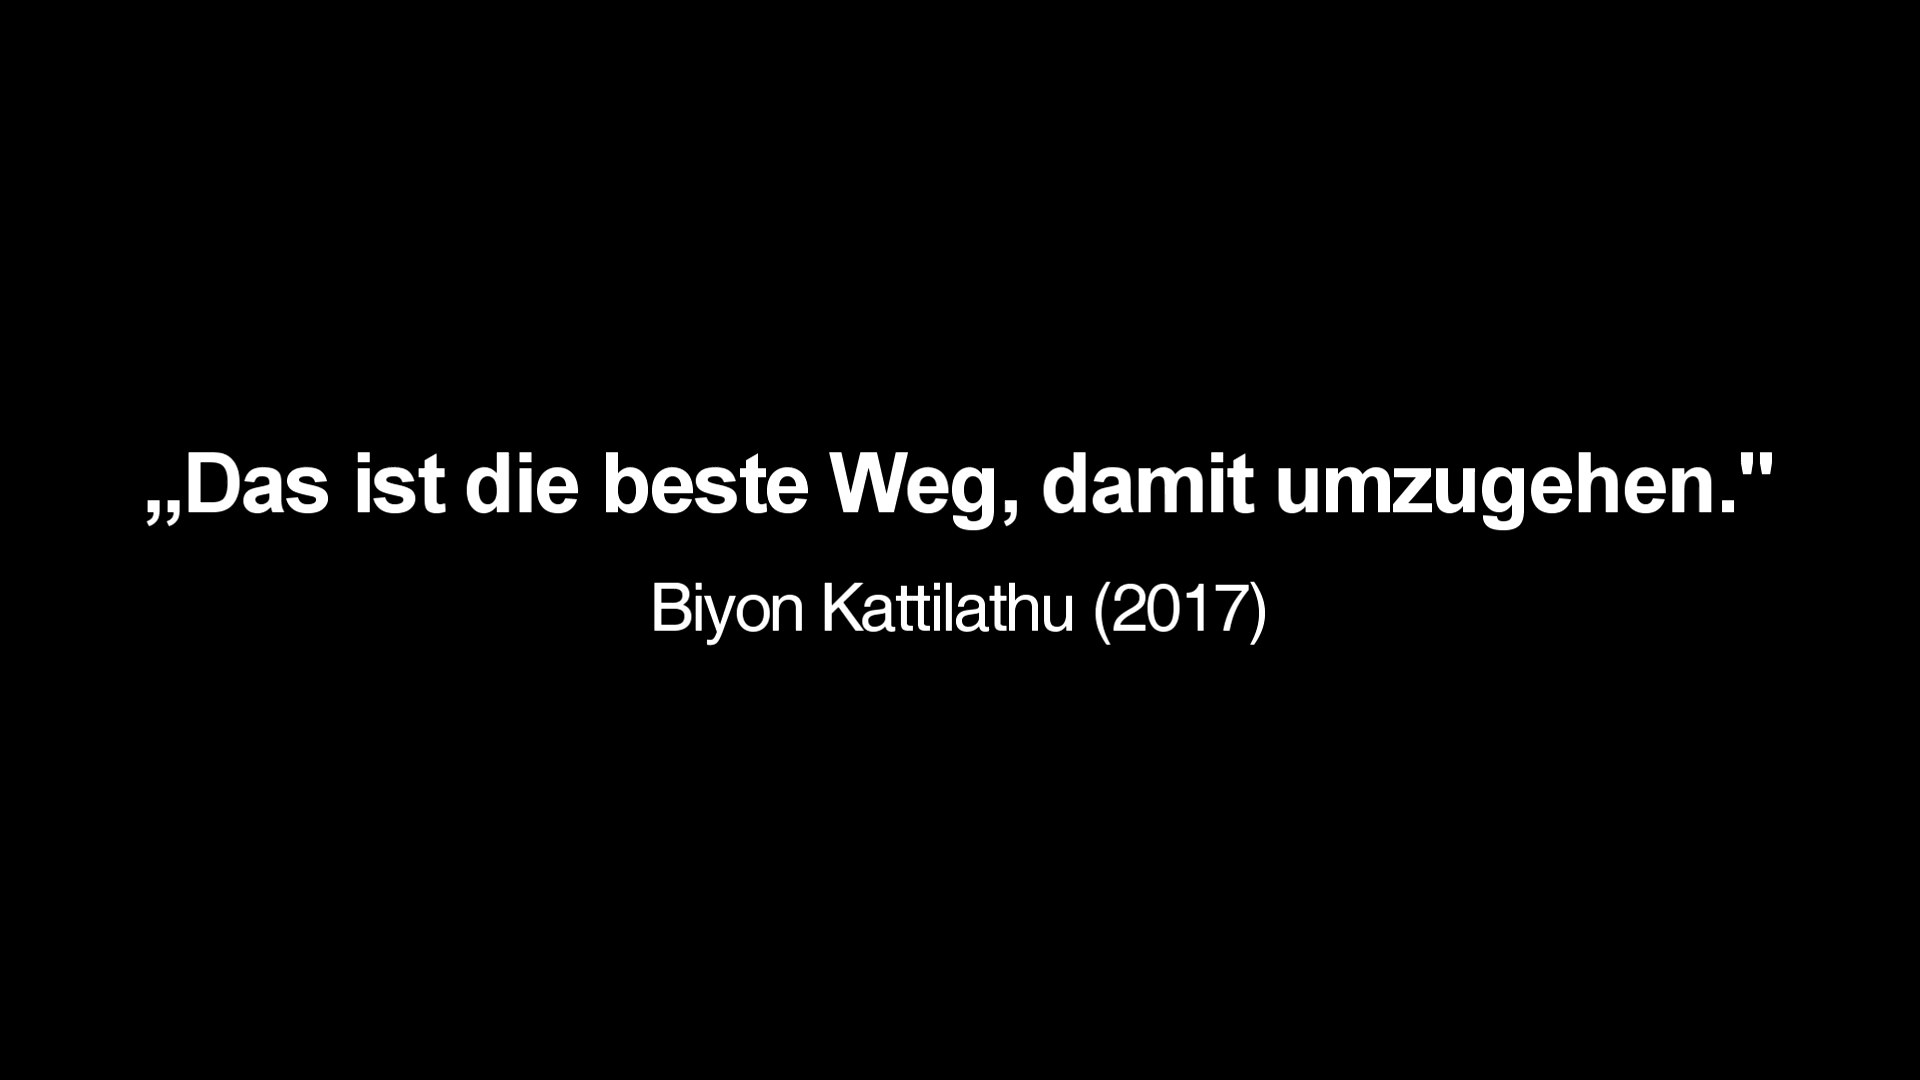 „Das ist die beste Weg, damit umzugehen."
Biyon Kattilathu (2017)